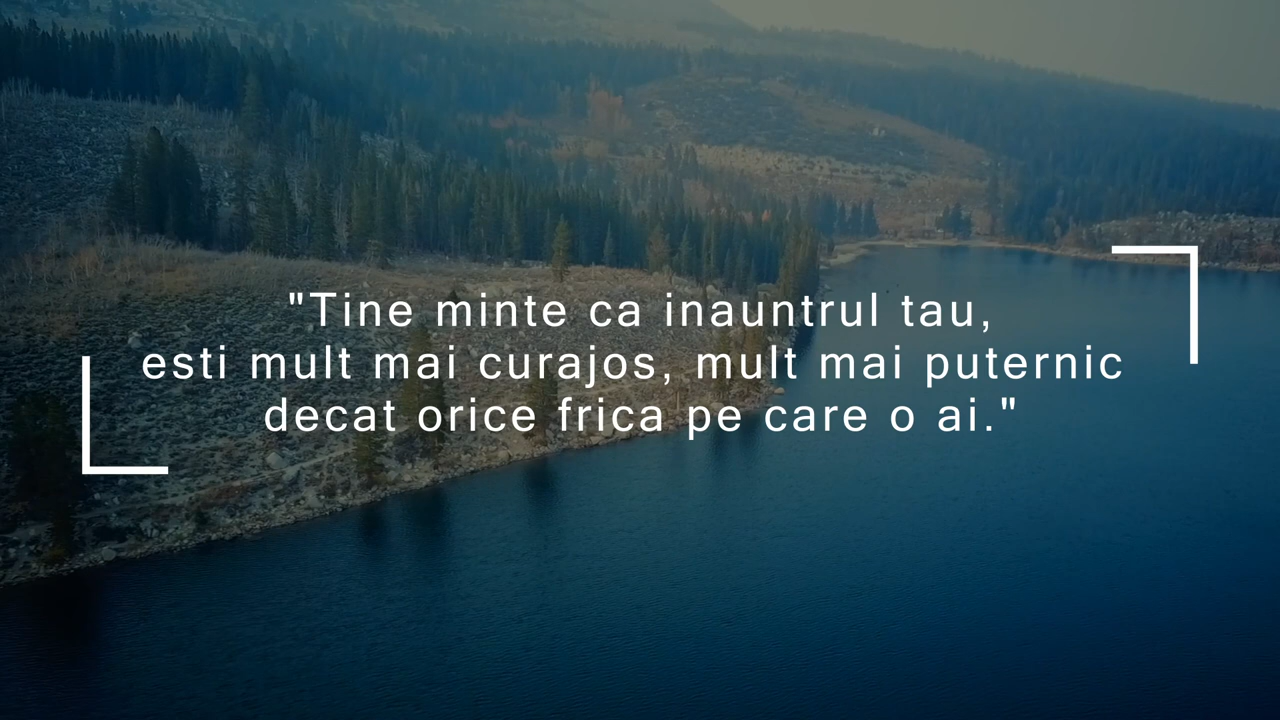 "Tine minte ca inauntrul tau,
esti mult mai curajos, mult mai puternic
decat orice frica pe care o ai."